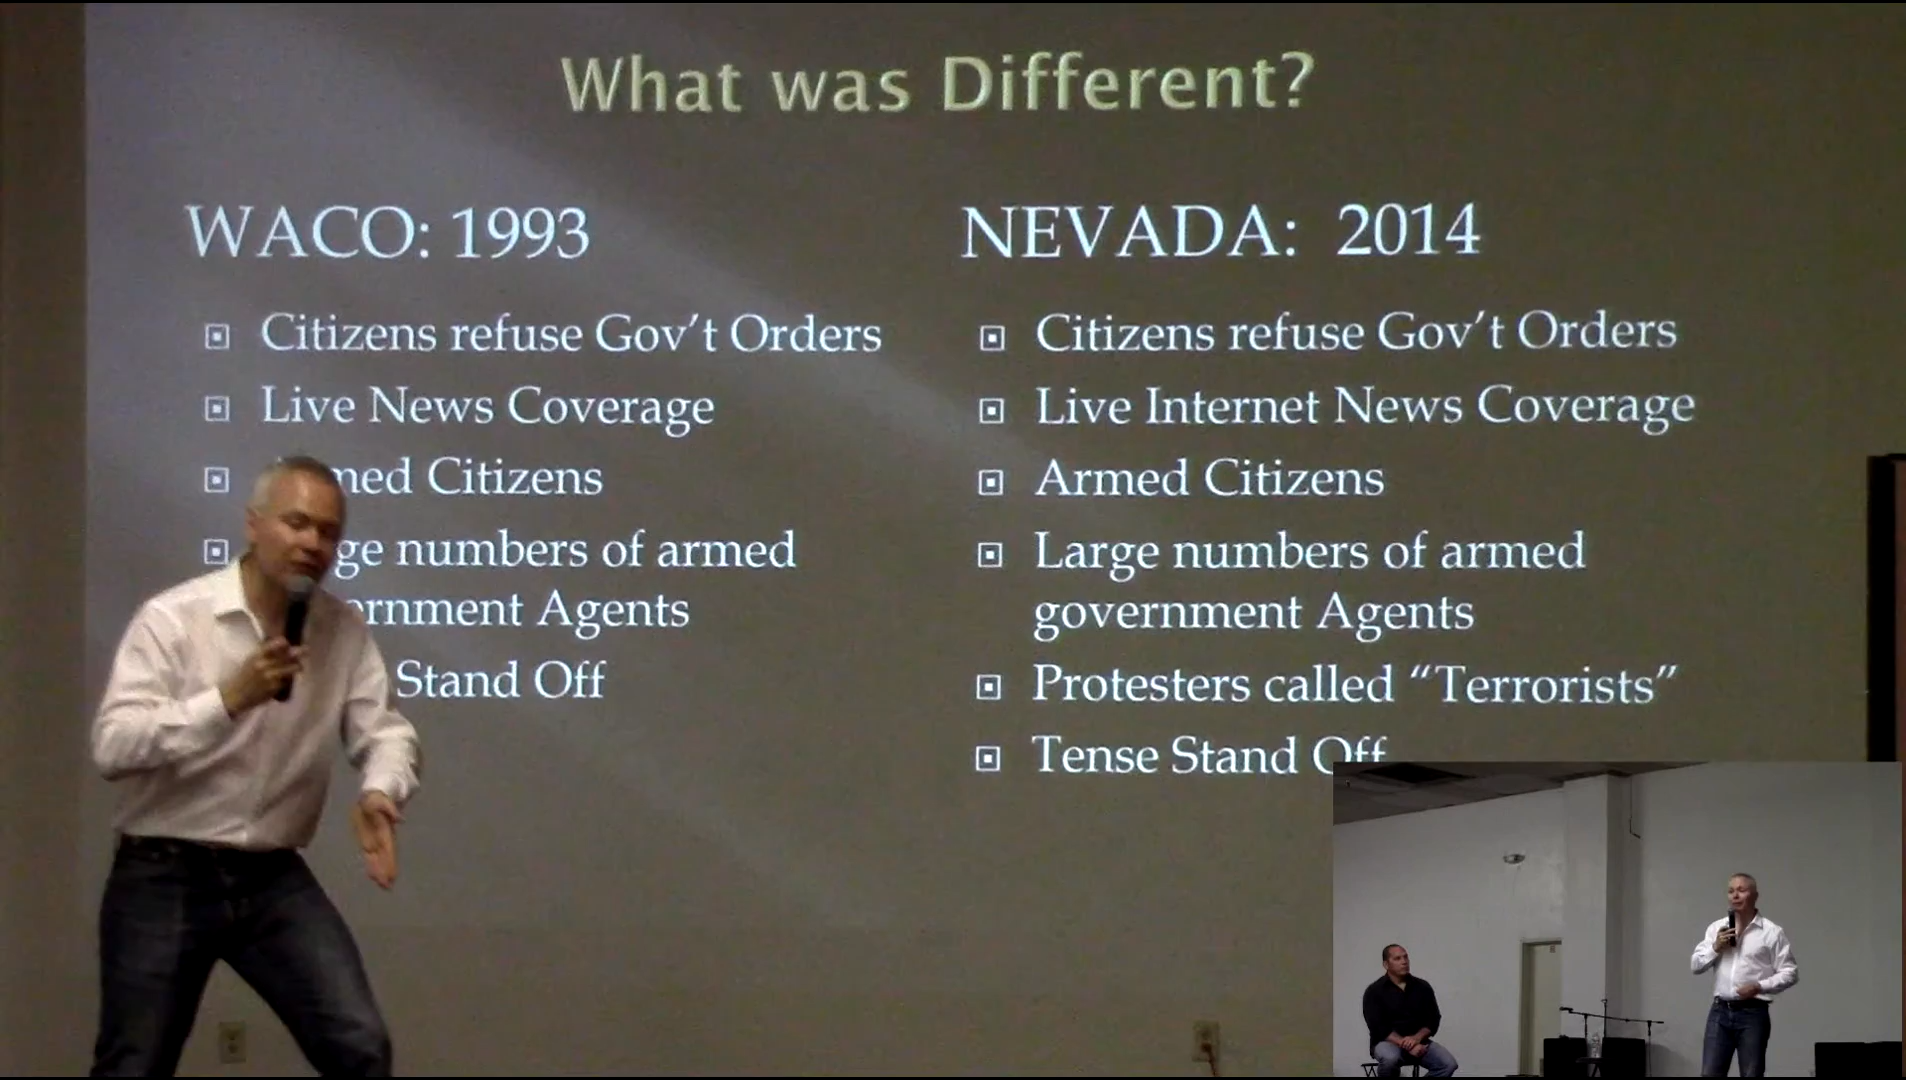 What was Different?
WACO: 1993
Citizens refuse Gov't Orders
Live News Coverage
Citizens
numbers of armed
Agents
Stand Off
NEVADA: 2014
Citizens refuse Gov't Orders
Live Internet News Coverage
Armed Citizens
Large numbers of armed
government Agents
Protesters called “Terrorists”
Tense Stand Off